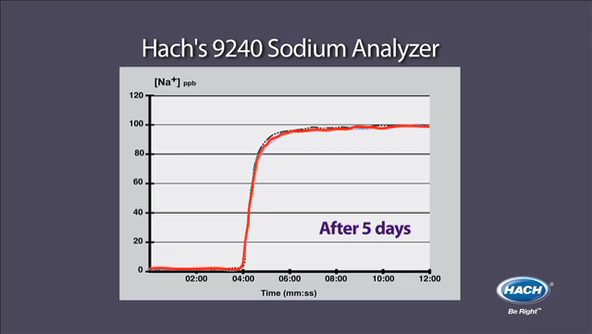 Hach's 9240 Sodium Analyzer
[Na+] ppb
120
100
80
60
40
20
0
After 5 days
02:00 04:00 06:00 08:00 10:00 12:00
Time (mm:ss)
HACH®
Be Right™